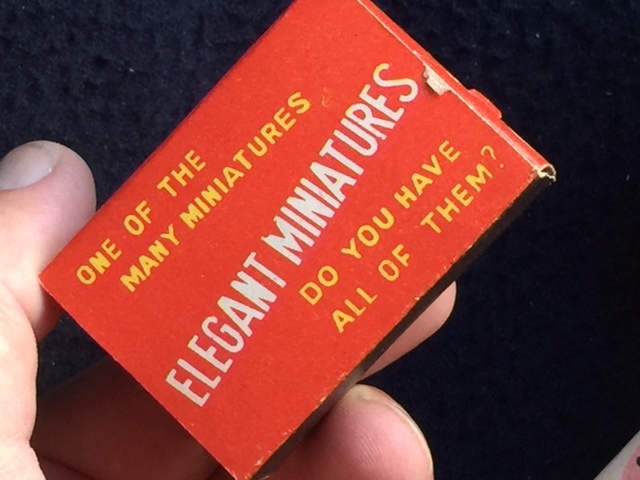 ONE OF THE
MANY MINIATURES
ELEGANT MINIATURES
DO YOU HAVE
ALL OF THEM?